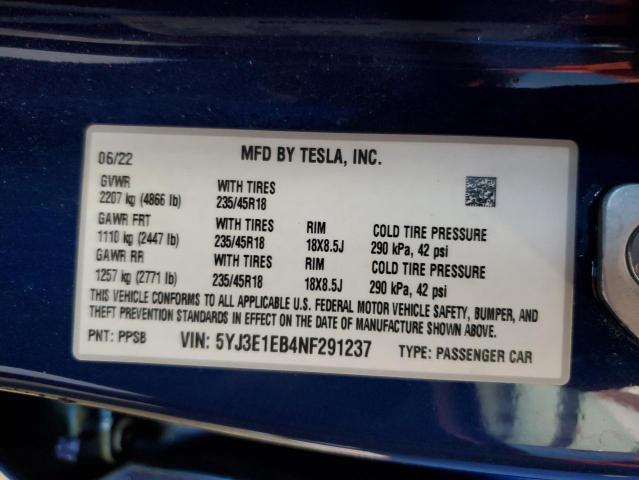 06/22 MFD BY TESLA, INC.
GVWR WITH TIRES
2207 kg (4866 lb) 235/45R18
GAWR FRT WITH TIRES RIM COLD TIRE PRESSURE
1110 kg (2447 lb) 235/45R18 18X8.5J 290 kPa, 42 psi
GAWR RR WITH TIRES RIM COLD TIRE PRESSURE
1257 kg (2771 lb) 235/45R18 18X8.5J 290 kPa, 42 psi
THIS VEHICLE CONFORMS TO ALL APPLICABLE U.S. FEDERAL MOTOR VEHICLE SAFETY, BUMPER, AND
THEFT PREVENTION STANDARDS IN EFFECT ON THE DATE OF MANUFACTURE SHOWN ABOVE.
PNT: PPSB VIN: 5YJ3E1EB4NF291237 TYPE: PASSENGER CAR